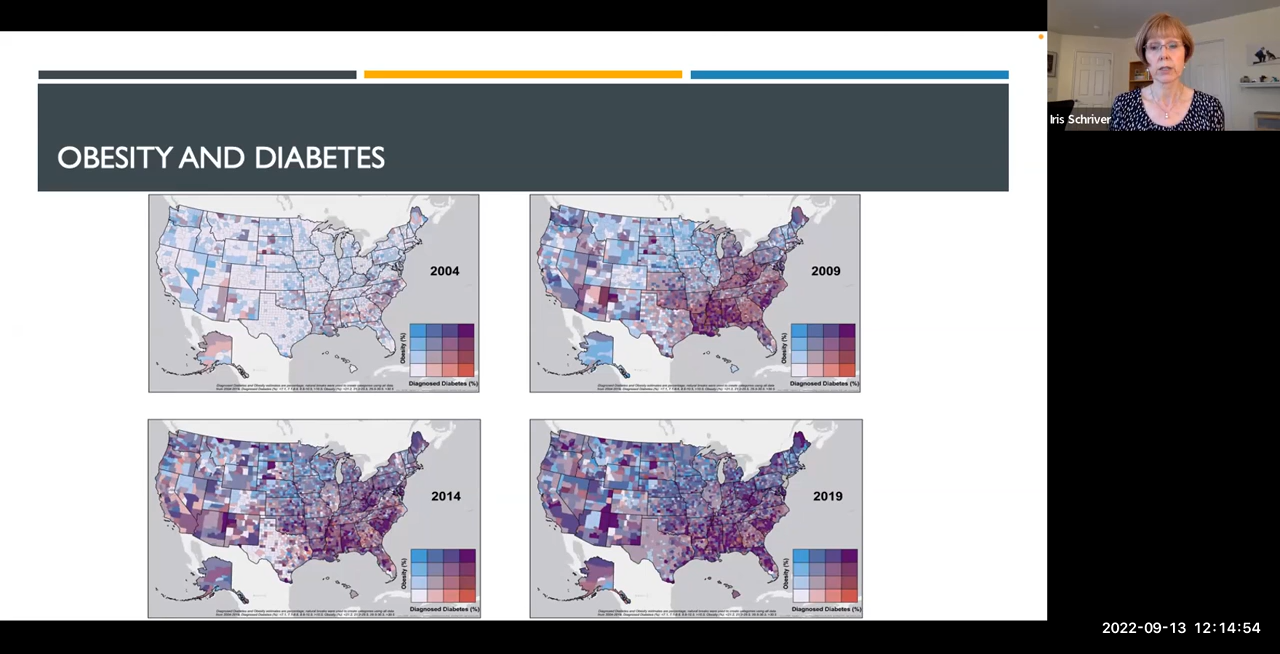 Iris Schriver
OBESITY AND DIABETES
2004
Obesity (%)
Diagnosed Diabetes (%)
2009
Obesity (%)
Diagnosed Diabetes (%)
2014
Obesity (%)
Diagnosed Diabetes (%)
2019
Obesity (%)
Diagnosed Diabetes (%)
2022-09-13 12:14:54